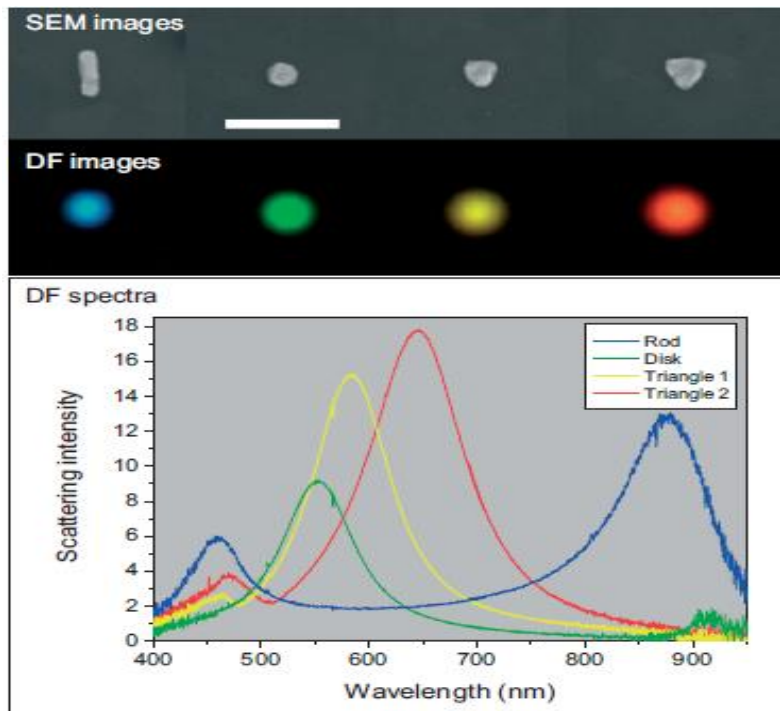 SEM images
DF images
DF spectra
18
16
14
12
10
8
6
4
2
0
Scattering intensity
Rod
Disk
Triangle 1
Triangle 2
400 500 600 700 800 900
Wavelength (nm)